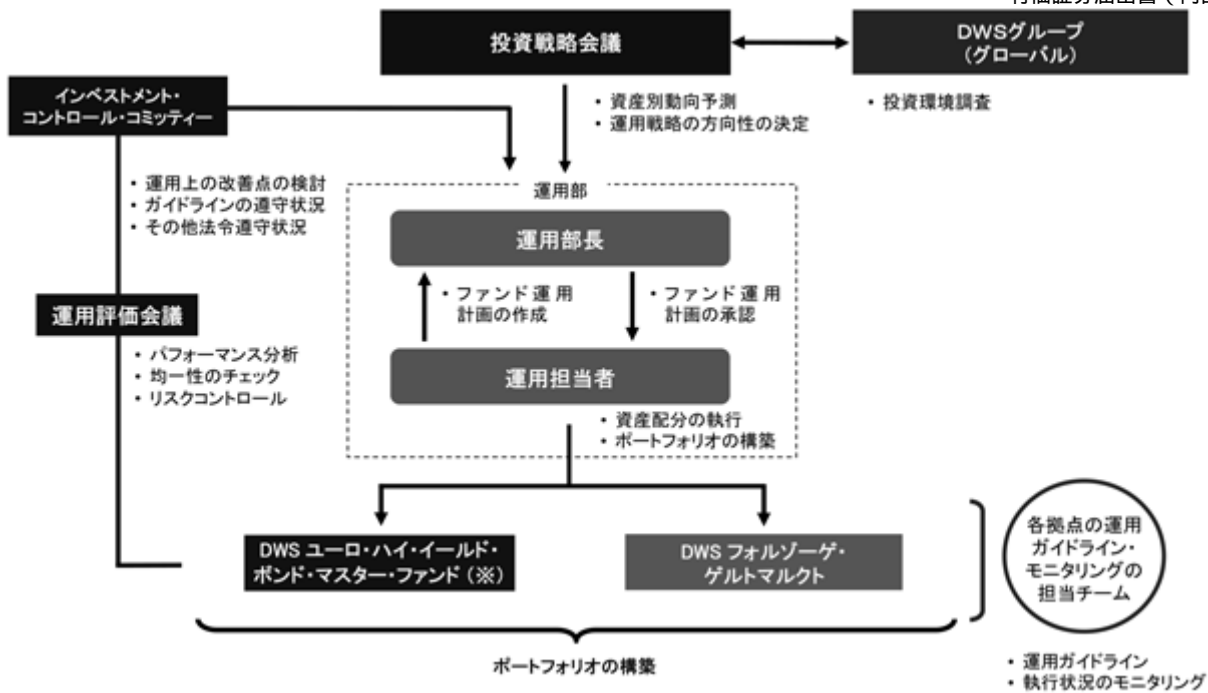 有価証券届出書（内
投資戦略会議
DWSグループ
（グローバル）
インベストメント・
コントロール・コミッティー
・資産別動向予測
・運用戦略の方向性の決定
・投資環境調査
・運用上の改善点の検討
・ガイドラインの遵守状況
・その他法令遵守状況
運用部
運用部長
・ファンド運用
計画の作成
・ファンド運用
計画の承認
運用評価会議
・パフォーマンス分析
・均一性のチェック
・リスクコントロール
運用担当者
・資産配分の執行
・ポートフォリオの構築
DWS ユーロ・ハイ・イールド・
ボンド・マスター・ファンド（※）
DWS フォルゾーゲ・
ゲルトマルクト
各拠点の運用
ガイドライン・
モニタリングの
担当チーム
ポートフォリオの構築
・運用ガイドライン
・執行状況のモニタリング